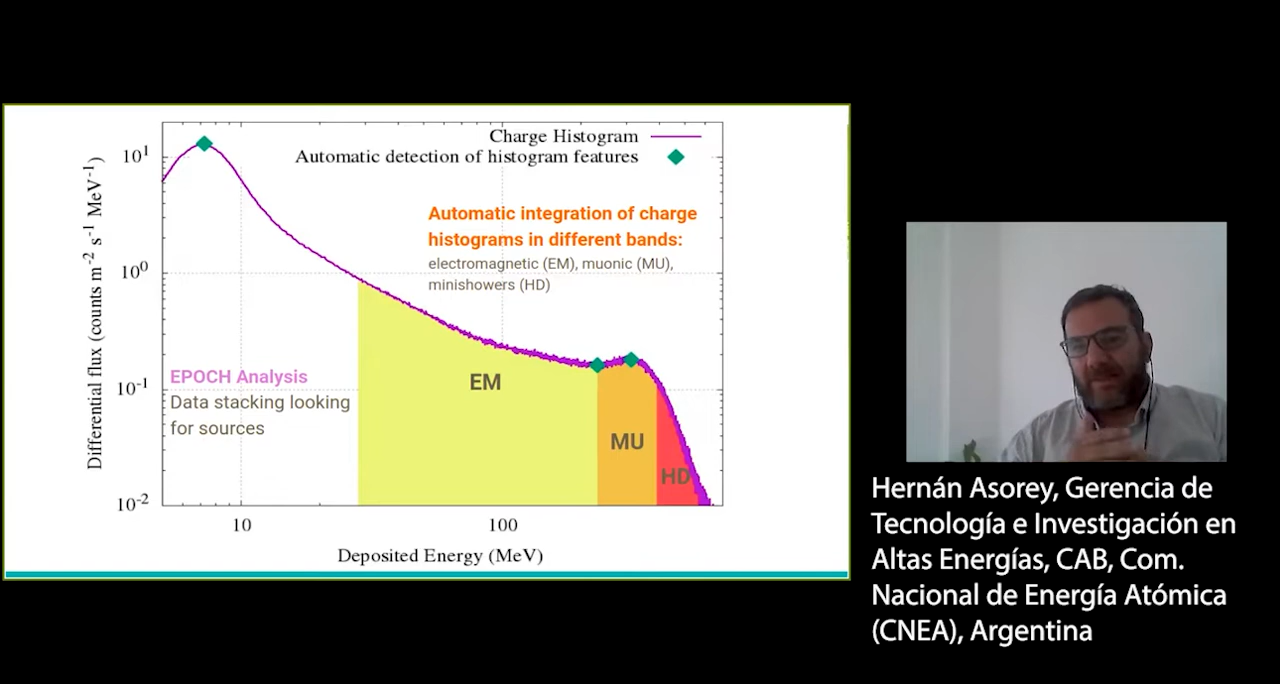 Charge Histogram
Automatic detection of histogram features
Automatic integration of charge
histograms in different bands:
electromagnetic (EM), muonic (MU),
minishowers (HD)
EPOCH Analysis
Data stacking looking
for sources
EM
MU
HD
Differential flux (counts m⁻² s⁻¹ MeV⁻¹)
10¹
10⁰
10⁻¹
10⁻²
10
100
Deposited Energy (MeV)
Hernán Asorey, Gerencia de
Tecnología e Investigación en
Altas Energías, CAB, Com.
Nacional de Energía Atómica
(CNEA), Argentina